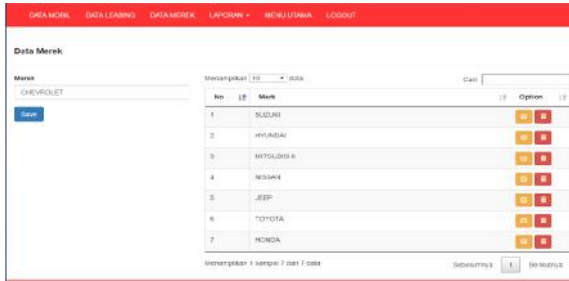 DATA MOBIL DATA LEASING DATA MEREK LAPORAN MENU UTAMA LOGOUT
Data Merek
Merek
CHEVROLET
Save
Menampilkan 10 data
Cari
No Merk Option
1 SUZUKI
2 HYUNDAI
3 MITSUBISHI
4 NISSAN
5 JEEP
6 TOYOTA
7 HONDA
Menampilkan 1 sampai 7 dari 7 data
Sebelumnya 1 Berikutnya